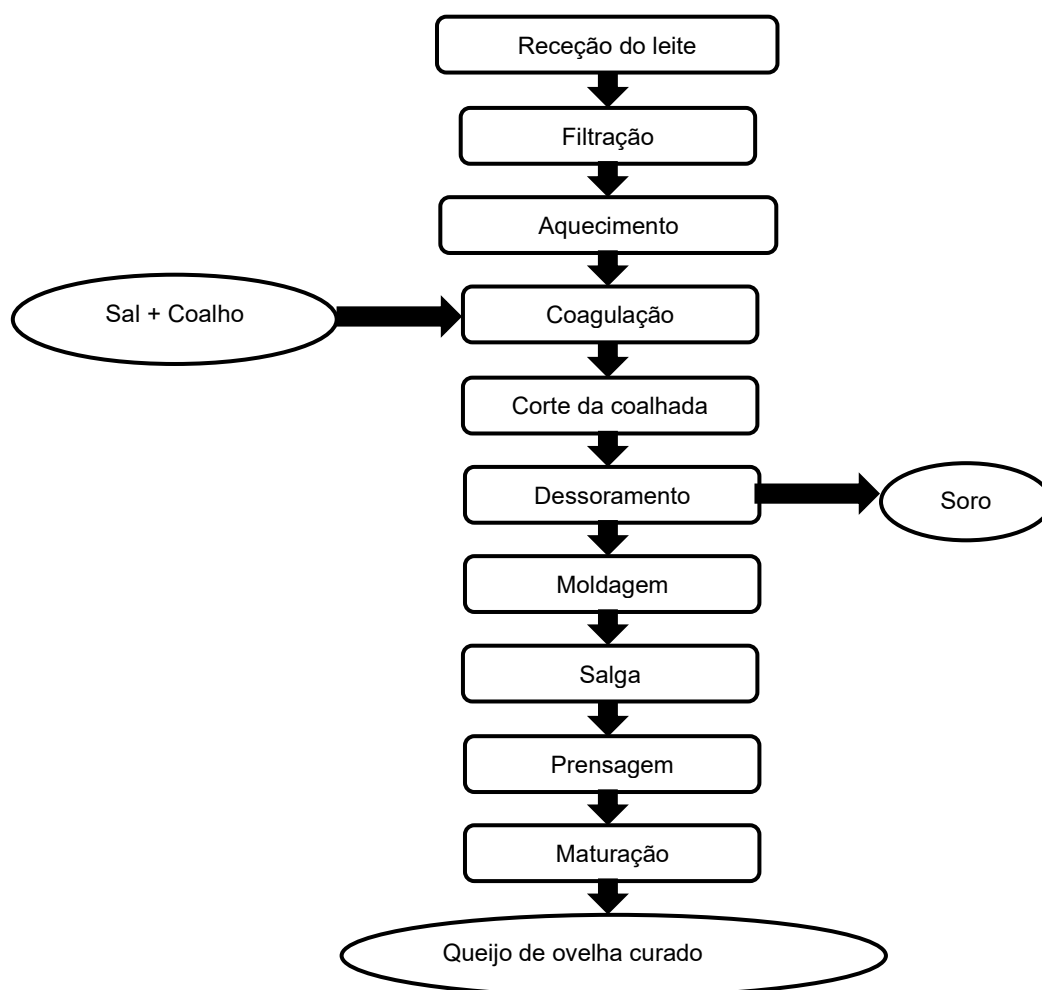 Receção do leite
Filtração
Aquecimento
Sal + Coalho
Coagulação
Corte da coalhada
Dessoramento
Soro
Moldagem
Salga
Prensagem
Maturação
Queijo de ovelha curado